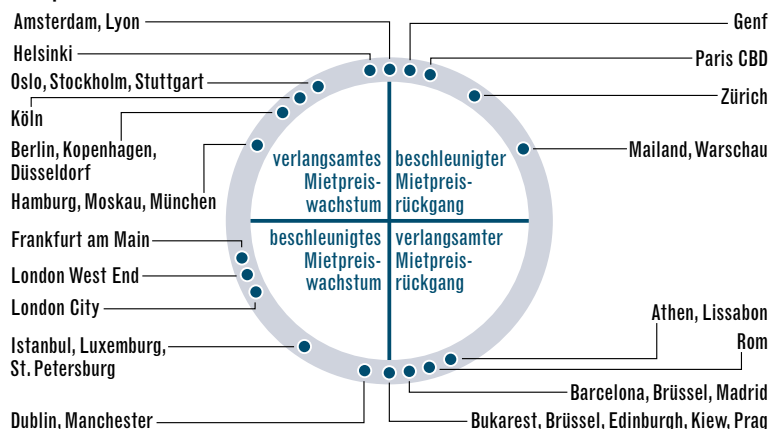 Amsterdam, Lyon
Helsinki
Oslo, Stockholm, Stuttgart
Köln
Berlin, Kopenhagen,
Düsseldorf
Hamburg, Moskau, München
Frankfurt am Main
London West End
London City
Istanbul, Luxemburg,
St. Petersburg
Dublin, Manchester
verlangsamtes
Mietpreis-
wachstum
beschleunigter
Mietpreis-
rückgang
beschleunigtes
Mietpreis-
wachstum
verlangsamter
Mietpreis-
rückgang
Genf
Paris CBD
Zürich
Mailand, Warschau
Athen, Lissabon
Rom
Barcelona, Brüssel, Madrid
Bukarest, Brüssel, Edinburgh, Kiew, Prag